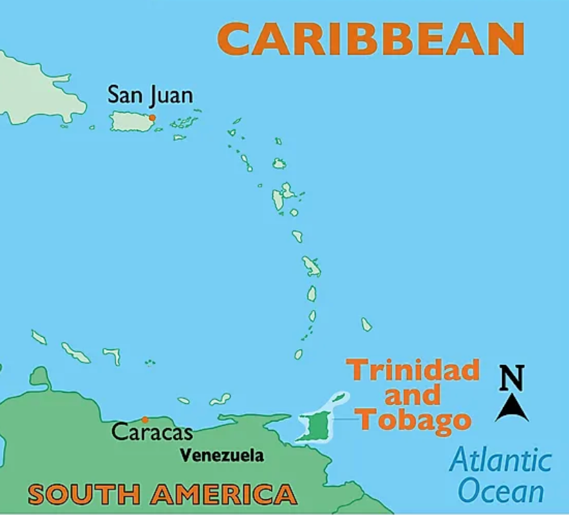 CARIBBEAN
San Juan
Trinidad
and
Tobago
N
Caracas
Venezuela
Atlantic
Ocean
SOUTH AMERICA